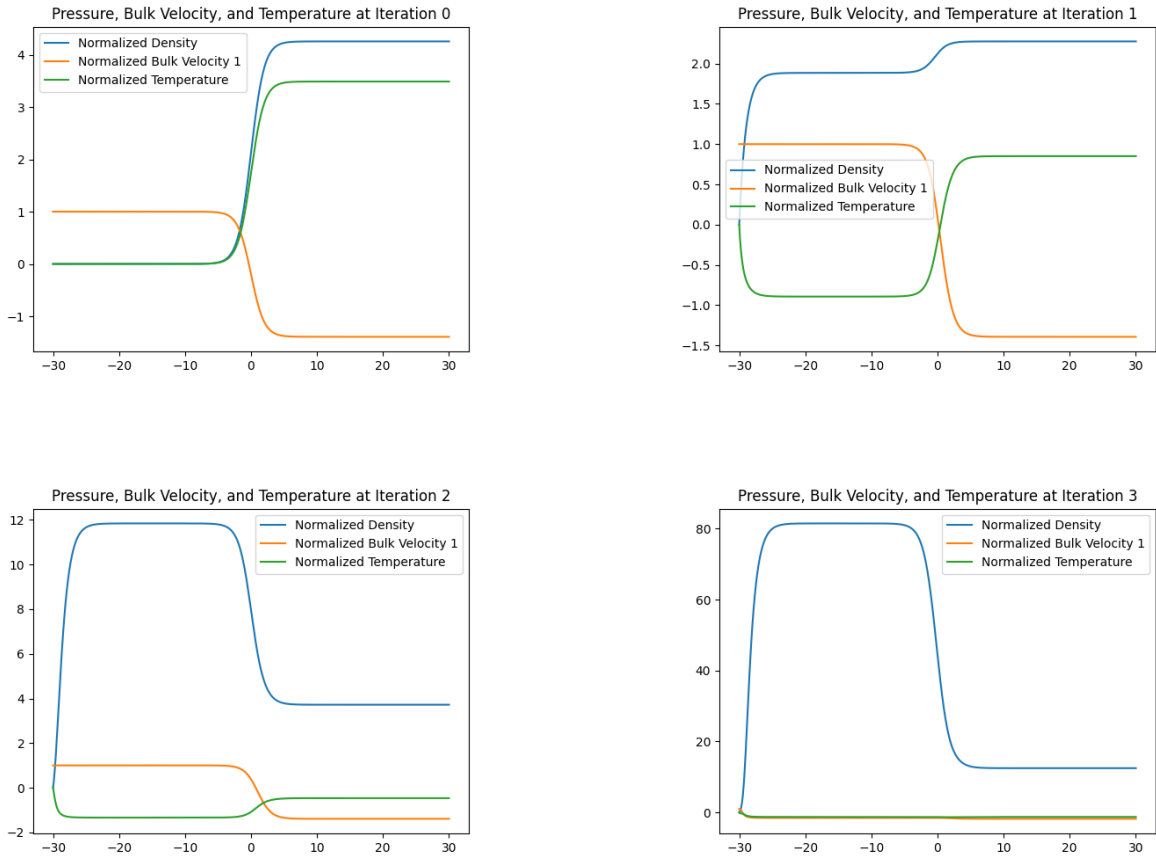 Pressure, Bulk Velocity, and Temperature at Iteration 0
Normalized Density
Normalized Bulk Velocity 1
Normalized Temperature
4
3
2
1
0
−1
−30 −20 −10 0 10 20 30
Pressure, Bulk Velocity, and Temperature at Iteration 1
2.0
1.5
1.0
Normalized Density
0.5
Normalized Bulk Velocity 1
Normalized Temperature
0.0
−0.5
−1.0
−1.5
−30 −20 −10 0 10 20 30
Pressure, Bulk Velocity, and Temperature at Iteration 2
12
Normalized Density
Normalized Bulk Velocity 1
Normalized Temperature
10
8
6
4
2
0
−2
−30 −20 −10 0 10 20 30
Pressure, Bulk Velocity, and Temperature at Iteration 3
Normalized Density
80
Normalized Bulk Velocity 1
Normalized Temperature
60
40
20
0
−30 −20 −10 0 10 20 30